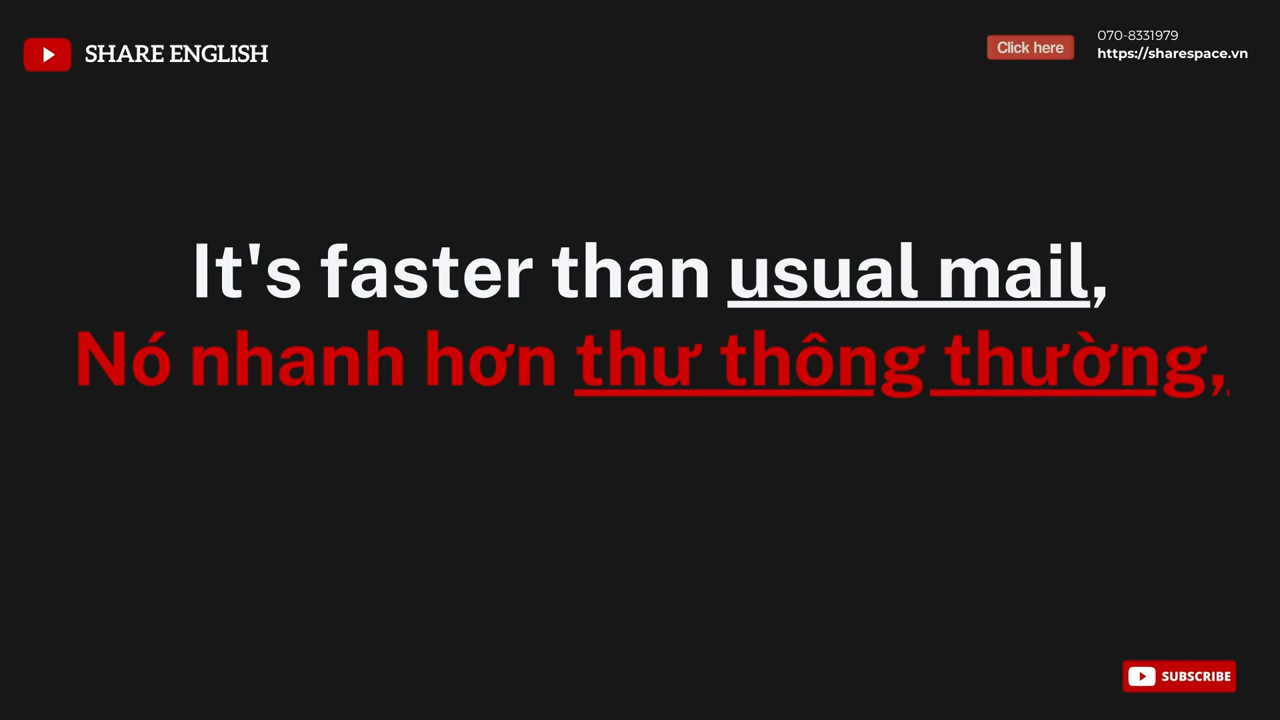 SHARE ENGLISH
Click here
070-8331979
https://sharespace.vn
It's faster than usual mail,
Nó nhanh hơn thư thông thường,
SUBSCRIBE